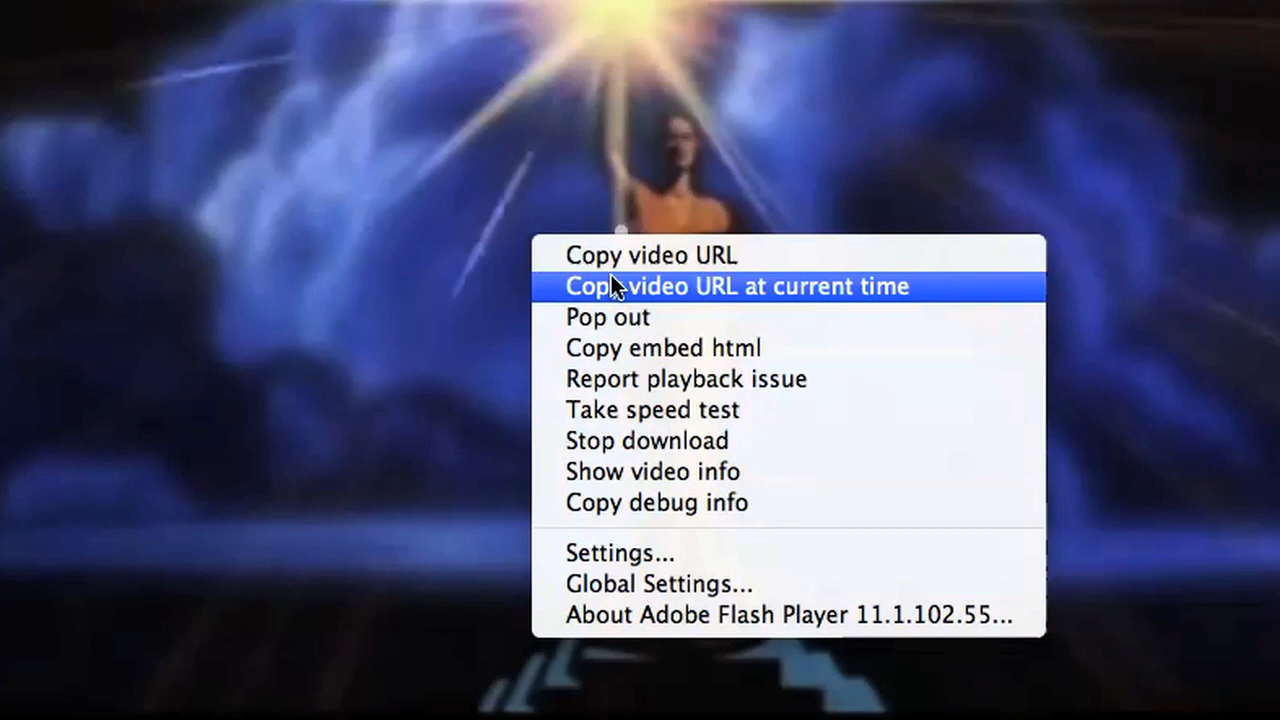 Copy video URL
Copy video URL at current time
Pop out
Copy embed html
Report playback issue
Take speed test
Stop download
Show video info
Copy debug info
Settings...
Global Settings...
About Adobe Flash Player 11.1.102.55...